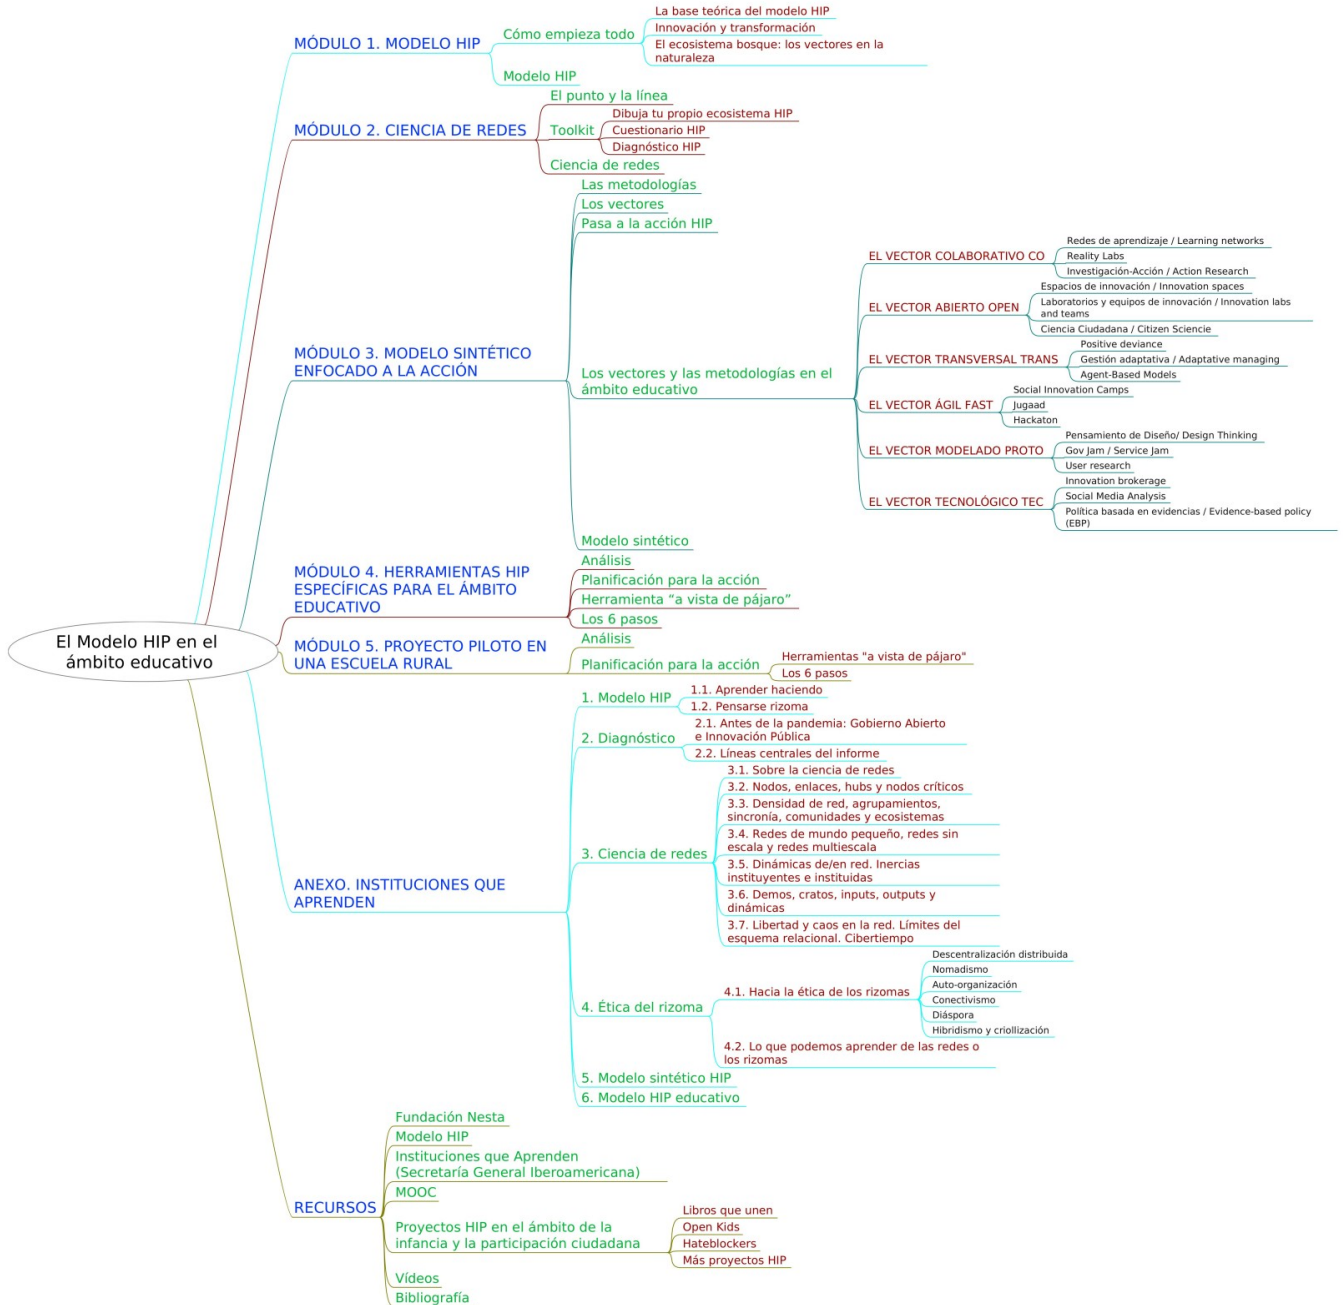 El Modelo HIP en el
ámbito educativo
MÓDULO 1. MODELO HIP
Cómo empieza todo
La base teórica del modelo HIP
Innovación y transformación
El ecosistema bosque: los vectores en la
naturaleza
Modelo HIP
MÓDULO 2. CIENCIA DE REDES
El punto y la línea
Toolkit
Dibuja tu propio ecosistema HIP
Cuestionario HIP
Diagnóstico HIP
Ciencia de redes
MÓDULO 3. MODELO SINTÉTICO
ENFOCADO A LA ACCIÓN
Las metodologías
Los vectores
Pasa a la acción HIP
Los vectores y las metodologías en el
ámbito educativo
EL VECTOR COLABORATIVO CO
Redes de aprendizaje / Learning networks
Reality Labs
Investigación-Acción / Action Research
EL VECTOR ABIERTO OPEN
Espacios de innovación / Innovation spaces
Laboratorios y equipos de innovación / Innovation labs
and teams
Ciencia Ciudadana / Citizen Sciencie
EL VECTOR TRANSVERSAL TRANS
Positive deviance
Gestión adaptativa / Adaptative managing
Agent-Based Models
EL VECTOR ÁGIL FAST
Social Innovation Camps
Jugaad
Hackaton
EL VECTOR MODELADO PROTO
Pensamiento de Diseño/ Design Thinking
Gov Jam / Service Jam
User research
EL VECTOR TECNOLÓGICO TEC
Innovation brokerage
Social Media Analysis
Política basada en evidencias / Evidence-based policy
(EBP)
Modelo sintético
MÓDULO 4. HERRAMIENTAS HIP
ESPECÍFICAS PARA EL ÁMBITO
EDUCATIVO
Análisis
Planificación para la acción
Herramienta “a vista de pájaro”
Los 6 pasos
MÓDULO 5. PROYECTO PILOTO EN
UNA ESCUELA RURAL
Análisis
Planificación para la acción
Herramientas "a vista de pájaro"
Los 6 pasos
ANEXO. INSTITUCIONES QUE
APRENDEN
1. Modelo HIP
1.1. Aprender haciendo
1.2. Pensarse rizoma
2. Diagnóstico
2.1. Antes de la pandemia: Gobierno Abierto
e Innovación Pública
2.2. Líneas centrales del informe
3. Ciencia de redes
3.1. Sobre la ciencia de redes
3.2. Nodos, enlaces, hubs y nodos críticos
3.3. Densidad de red, agrupamientos,
sincronía, comunidades y ecosistemas
3.4. Redes de mundo pequeño, redes sin
escala y redes multiescala
3.5. Dinámicas de/en red. Inercias
instituyentes e instituidas
3.6. Demos, cratos, inputs, outputs y
dinámicas
3.7. Libertad y caos en la red. Límites del
esquema relacional. Cibertiempo
4. Ética del rizoma
4.1. Hacia la ética de los rizomas
Descentralización distribuida
Nomadismo
Auto-organización
Conectivismo
Diáspora
Hibridismo y criollización
4.2. Lo que podemos aprender de las redes o
los rizomas
5. Modelo sintético HIP
6. Modelo HIP educativo
RECURSOS
Fundación Nesta
Modelo HIP
Instituciones que Aprenden
(Secretaría General Iberoamericana)
MOOC
Proyectos HIP en el ámbito de la
infancia y la participación ciudadana
Libros que unen
Open Kids
Hateblockers
Más proyectos HIP
Vídeos
Bibliografía